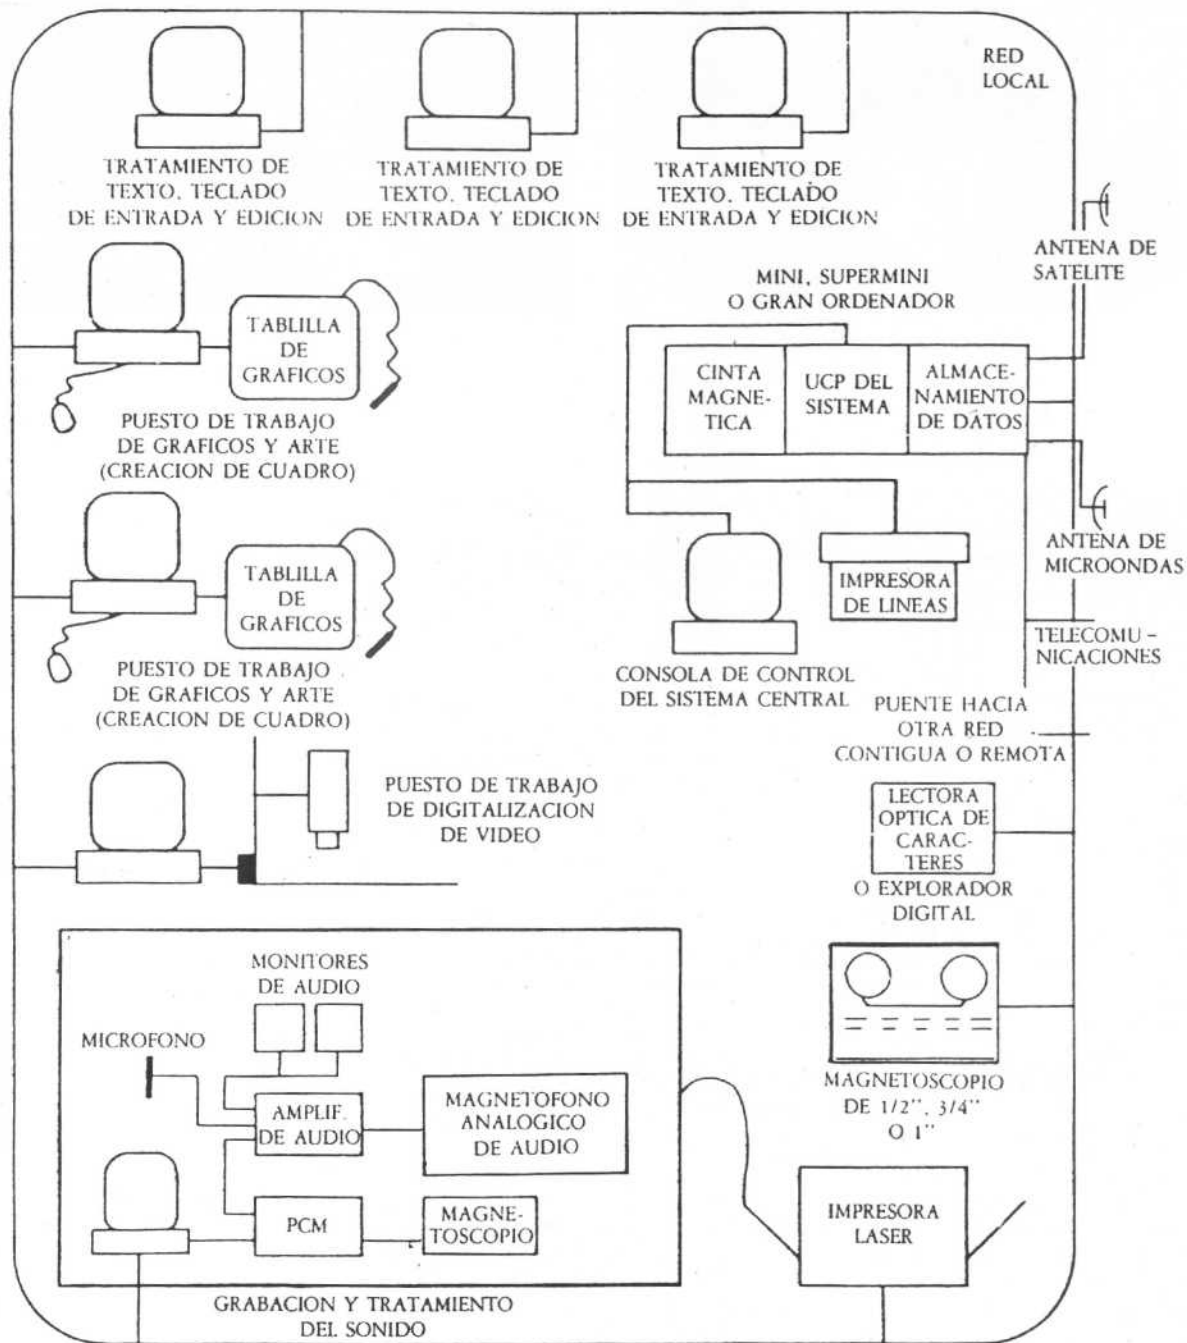 RED
LOCAL
TRATAMIENTO DE
TEXTO. TECLADO
DE ENTRADA Y EDICION
TRATAMIENTO DE
TEXTO. TECLADO
DE ENTRADA Y EDICION
TRATAMIENTO DE
TEXTO. TECLADO
DE ENTRADA Y EDICION
ANTENA DE
SATELITE
MINI, SUPERMINI
O GRAN ORDENADOR
TABLILLA
DE
GRAFICOS
CINTA
MAGNE-
TICA
UCP DEL
SISTEMA
ALMACE-
NAMIENTO
DE DATOS
PUESTO DE TRABAJO
DE GRAFICOS Y ARTE
(CREACION DE CUADRO)
ANTENA DE
MICROONDAS
TABLILLA
DE
GRAFICOS
IMPRESORA
DE LINEAS
TELECOMU-
NICACIONES
CONSOLA DE CONTROL
DEL SISTEMA CENTRAL
PUESTO DE TRABAJO
DE GRAFICOS Y ARTE
(CREACION DE CUADRO)
PUENTE HACIA
OTRA RED
CONTIGUA O REMOTA
PUESTO DE TRABAJO
DE DIGITALIZACION
DE VIDEO
LECTORA
OPTICA DE
CARAC-
TERES
O EXPLORADOR
DIGITAL
MONITORES
DE AUDIO
MICROFONO
MAGNETOSCOPIO
DE 1/2", 3/4"
O 1"
AMPLIF.
DE AUDIO
MAGNETOFONO
ANALOGICO
DE AUDIO
PCM
MAGNE-
TOSCOPIO
IMPRESORA
LASER
GRABACION Y TRATAMIENTO
DEL SONIDO